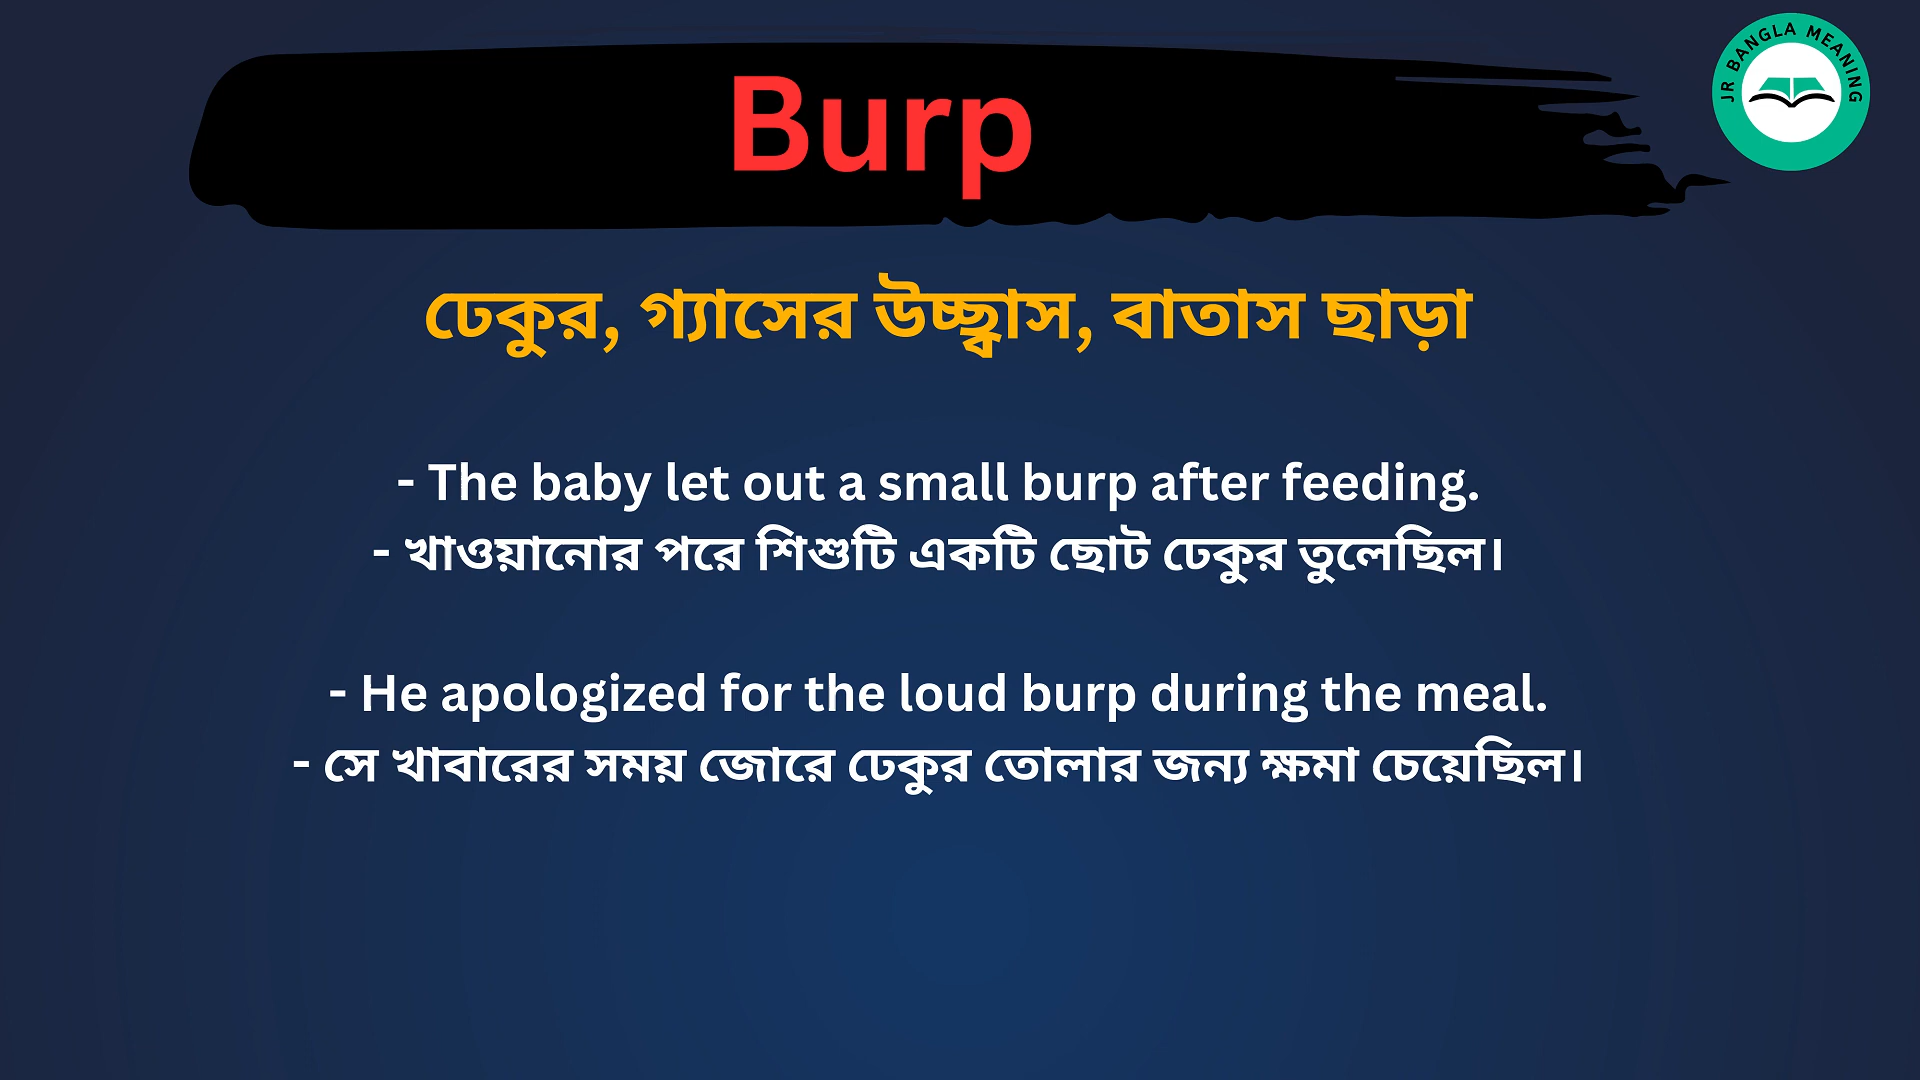 JR BANGLA MEANING
Burp
ঢেকুর, গ্যাসের উচ্ছ্বাস, বাতাস ছাড়া
- The baby let out a small burp after feeding.
- খাওয়ানোর পরে শিশুটি একটি ছোট ঢেকুর তুলেছিল।
- He apologized for the loud burp during the meal.
- সে খাবারের সময় জোরে ঢেকুর তোলার জন্য ক্ষমা চেয়েছিল।